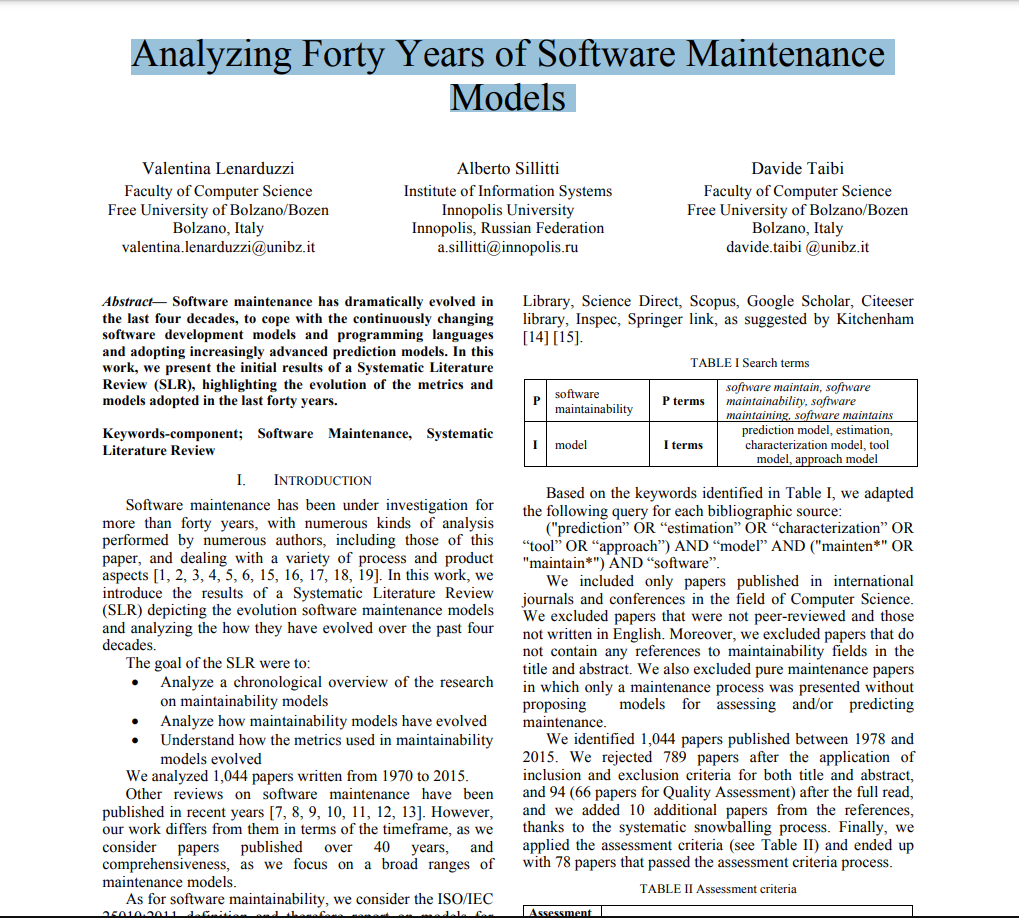 Analyzing Forty Years of Software Maintenance
Models
Valentina Lenarduzzi
Faculty of Computer Science
Free University of Bolzano/Bozen
Bolzano, Italy
valentina.lenarduzzi@unibz.it
Alberto Sillitti
Institute of Information Systems
Innopolis University
Innopolis, Russian Federation
a.sillitti@innopolis.ru
Davide Taibi
Faculty of Computer Science
Free University of Bolzano/Bozen
Bolzano, Italy
davide.taibi @unibz.it
Abstract— Software maintenance has dramatically evolved in
the last four decades, to cope with the continuously changing
software development models and programming languages
and adopting increasingly advanced prediction models. In this
work, we present the initial results of a Systematic Literature
Review (SLR), highlighting the evolution of the metrics and
models adopted in the last forty years.
Keywords-component; Software Maintenance, Systematic
Literature Review
I. INTRODUCTION
Software maintenance has been under investigation for
more than forty years, with numerous kinds of analysis
performed by numerous authors, including those of this
paper, and dealing with a variety of process and product
aspects [1, 2, 3, 4, 5, 6, 15, 16, 17, 18, 19]. In this work, we
introduce the results of a Systematic Literature Review
(SLR) depicting the evolution software maintenance models
and analyzing the how they have evolved over the past four
decades.
The goal of the SLR were to:
• Analyze a chronological overview of the research
on maintainability models
• Analyze how maintainability models have evolved
• Understand how the metrics used in maintainability
models evolved
We analyzed 1,044 papers written from 1970 to 2015.
Other reviews on software maintenance have been
published in recent years [7, 8, 9, 10, 11, 12, 13]. However,
our work differs from them in terms of the timeframe, as we
consider papers published over 40 years, and
comprehensiveness, as we focus on a broad ranges of
maintenance models.
As for software maintainability, we consider the ISO/IEC
25010:2011 definition and therefore report on models for
Library, Science Direct, Scopus, Google Scholar, Citeeser
library, Inspec, Springer link, as suggested by Kitchenham
[14] [15].
TABLE I Search terms
P
software
maintainability
P terms
software maintain, software
maintainability, software
maintaining, software maintains
I
model
I terms
prediction model, estimation,
characterization model, tool
model, approach model
Based on the keywords identified in Table I, we adapted
the following query for each bibliographic source:
("prediction" OR “estimation” OR “characterization” OR
“tool” OR “approach”) AND “model” AND ("mainten*" OR
"maintain*") AND “software”.
We included only papers published in international
journals and conferences in the field of Computer Science.
We excluded papers that were not peer-reviewed and those
not written in English. Moreover, we excluded papers that do
not contain any references to maintainability fields in the
title and abstract. We also excluded pure maintenance papers
in which only a maintenance process was presented without
proposing models for assessing and/or predicting
maintenance.
We identified 1,044 papers published between 1978 and
2015. We rejected 789 papers after the application of
inclusion and exclusion criteria for both title and abstract,
and 94 (66 papers for Quality Assessment) after the full read,
and we added 10 additional papers from the references,
thanks to the systematic snowballing process. Finally, we
applied the assessment criteria (see Table II) and ended up
with 78 papers that passed the assessment criteria process.
TABLE II Assessment criteria
Assessment